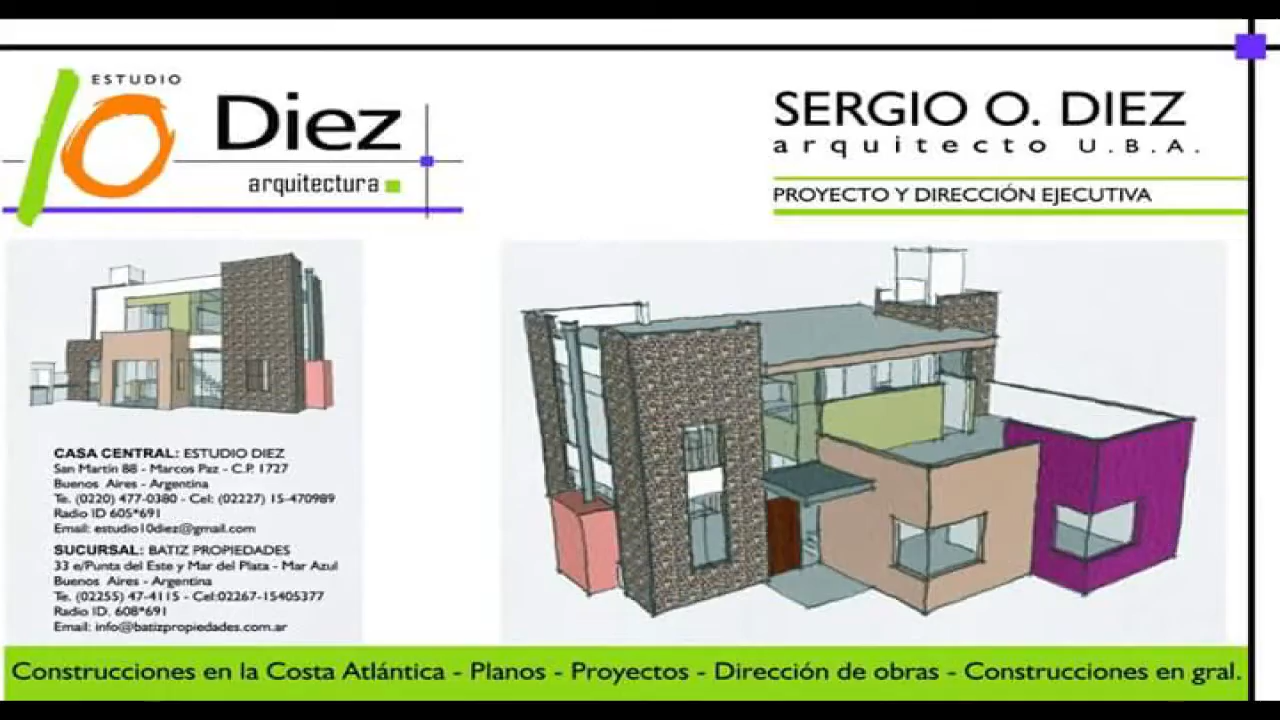 ESTUDIO
10 Diez
arquitectura
SERGIO O. DIEZ
arquitecto U.B.A.
PROYECTO Y DIRECCIÓN EJECUTIVA
CASA CENTRAL: ESTUDIO DIEZ
San Martín 88 - Marcos Paz - C.P. 1727
Buenos Aires - Argentina
Te. (0220) 477-0380 - Cel: (02227) 15-470989
Radio ID 605*691
Email: estudio10diez@gmail.com
SUCURSAL: BATIZ PROPIEDADES
33 e/Punta del Este y Mar del Plata - Mar Azul
Buenos Aires - Argentina
Te. (02255) 47-4115 - Cel:02267-15405377
Radio ID. 608*691
Email: info@batizpropiedades.com.ar
Construcciones en la Costa Atlántica - Planos - Proyectos - Dirección de obras - Construcciones en gral.